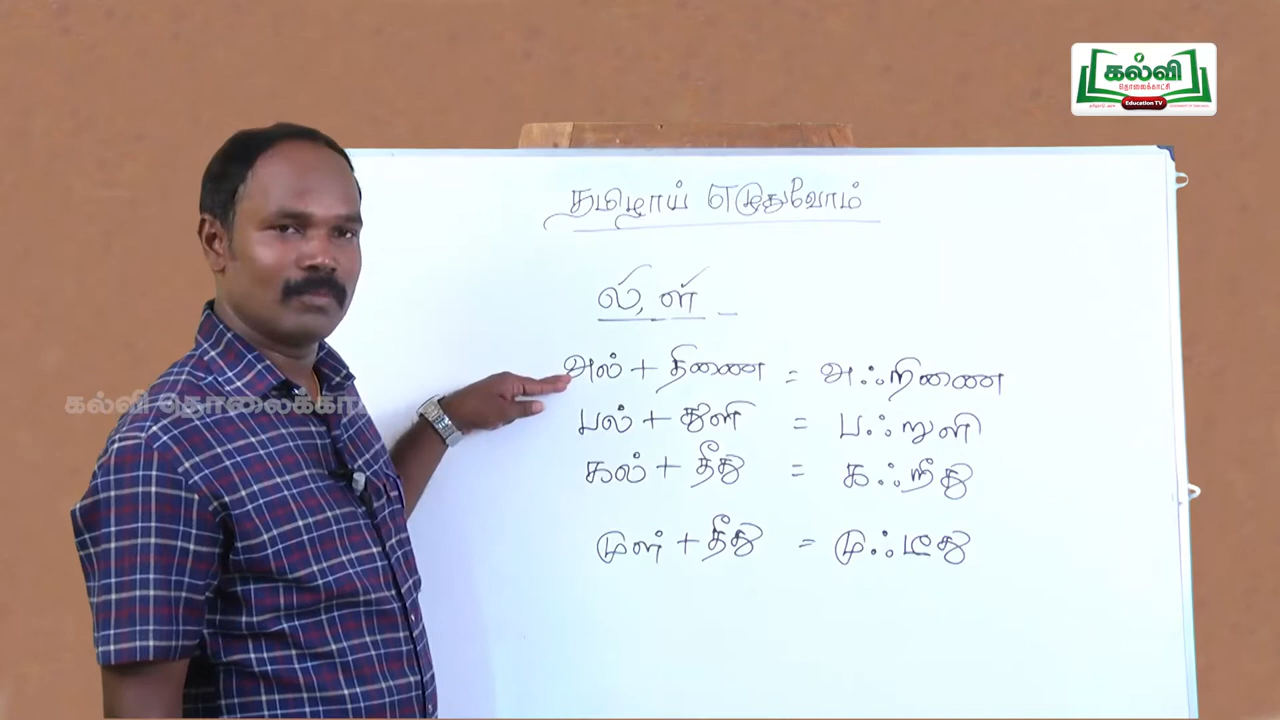 கல்வி
தொலைக்காட்சி
Education TV
தமிழாய் எழுதுவோம்
ல், ள் _
அல் + திணை = அஃறிணை
பல் + துளி = பஃறுளி
கல் + தீது = கஃறீது
முள் + தீது = முஃடீது
கல்வி தொலைக்கா